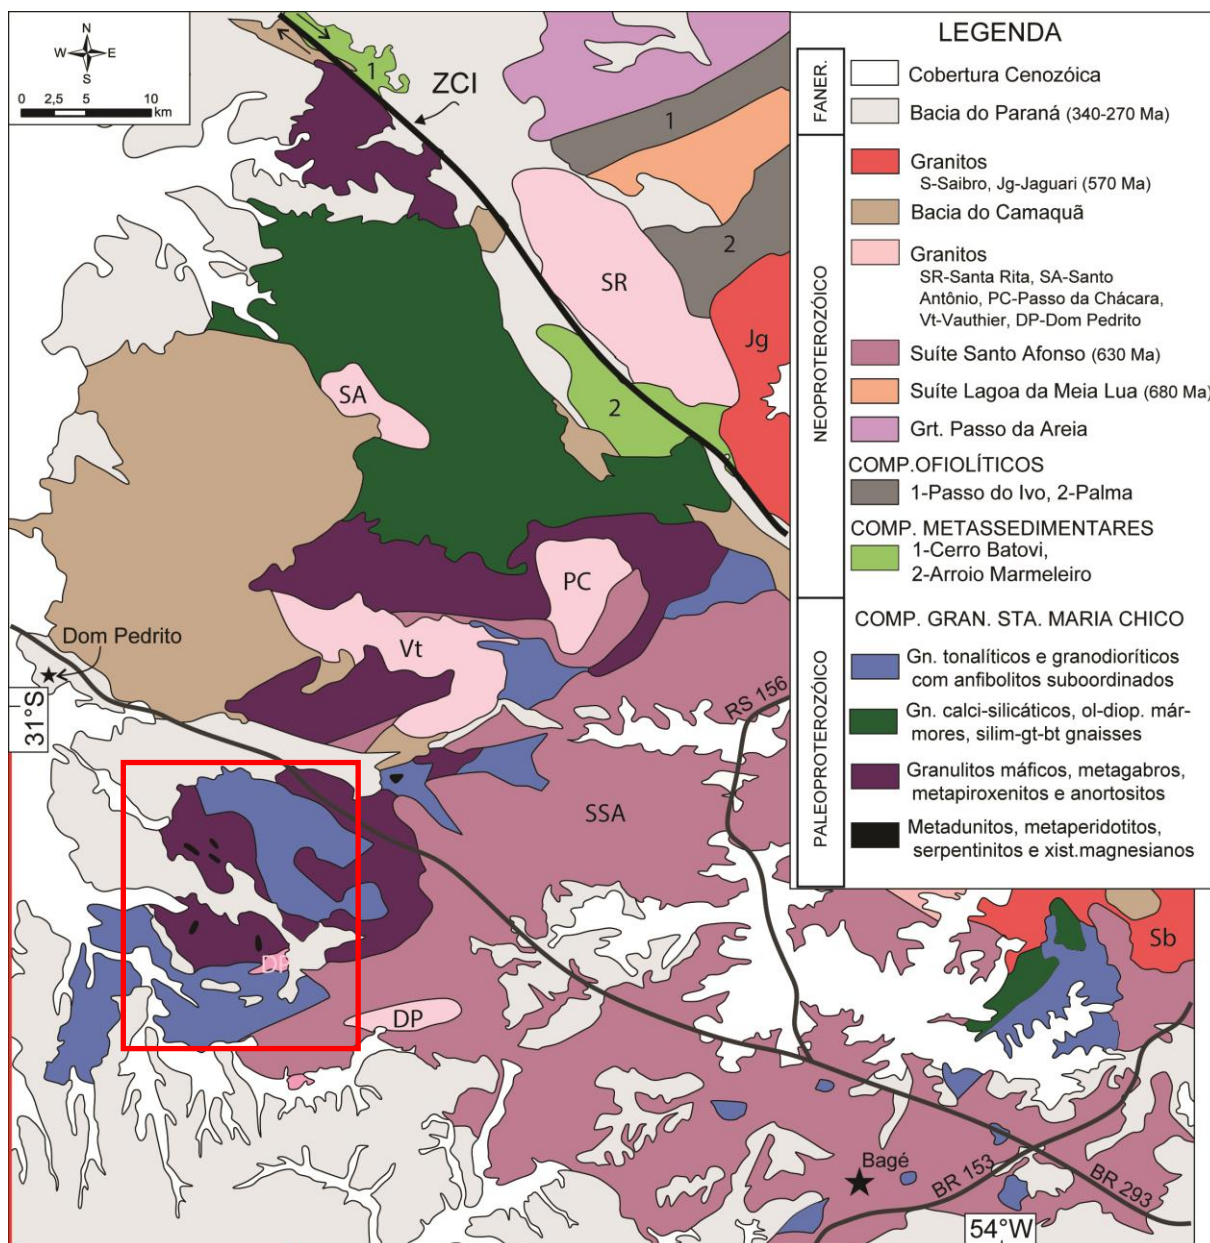 N
W E
S
0 2,5 5 10
km
1
ZCI
1
2
SR
Jg
SA
2
PC
Dom Pedrito
Vt
31°S
RS 156
SSA
DP
DP
Sb
Bagé
BR 153
BR 293
54°W
LEGENDA
FANER.
Cobertura Cenozóica
Bacia do Paraná (340-270 Ma)
NEOPROTEROZÓICO
Granitos
S-Saibro, Jg-Jaguari (570 Ma)
Bacia do Camaquã
Granitos
SR-Santa Rita, SA-Santo
Antônio, PC-Passo da Chácara,
Vt-Vauthier, DP-Dom Pedrito
Suíte Santo Afonso (630 Ma)
Suíte Lagoa da Meia Lua (680 Ma)
Grt. Passo da Areia
COMP.OFIOLÍTICOS
1-Passo do Ivo, 2-Palma
COMP. METASSEDIMENTARES
1-Cerro Batovi,
2-Arroio Marmeleiro
PALEOPROTEROZÓICO
COMP. GRAN. STA. MARIA CHICO
Gn. tonalíticos e granodioríticos
com anfibolitos subordinados
Gn. calci-silicáticos, ol-diop. már-
mores, silim-gt-bt gnaisses
Granulitos máficos, metagabros,
metapiroxenitos e anortositos
Metadunitos, metaperidotitos,
serpentinitos e xist.magnesianos